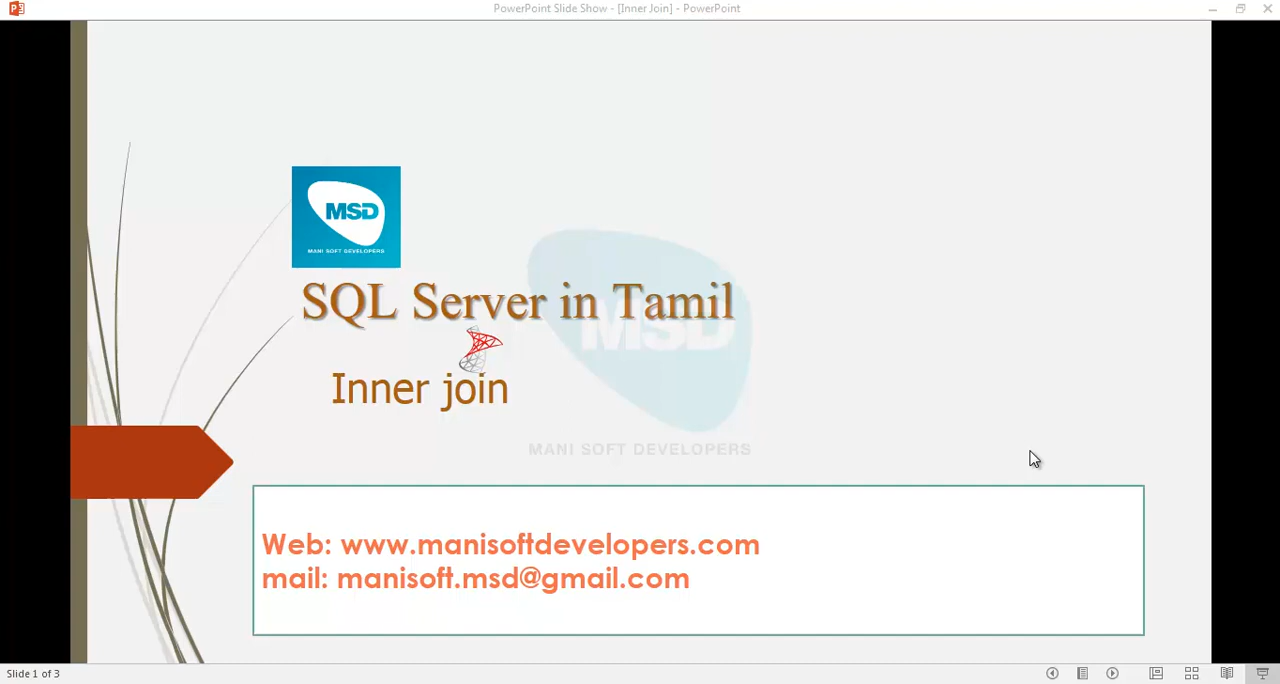 PowerPoint Slide Show - [Inner Join] - PowerPoint
MSD
MANI SOFT DEVELOPERS
SQL Server in Tamil
MSD
Inner join
MANI SOFT DEVELOPERS
Web: www.manisoftdevelopers.com
mail: manisoft.msd@gmail.com
Slide 1 of 3